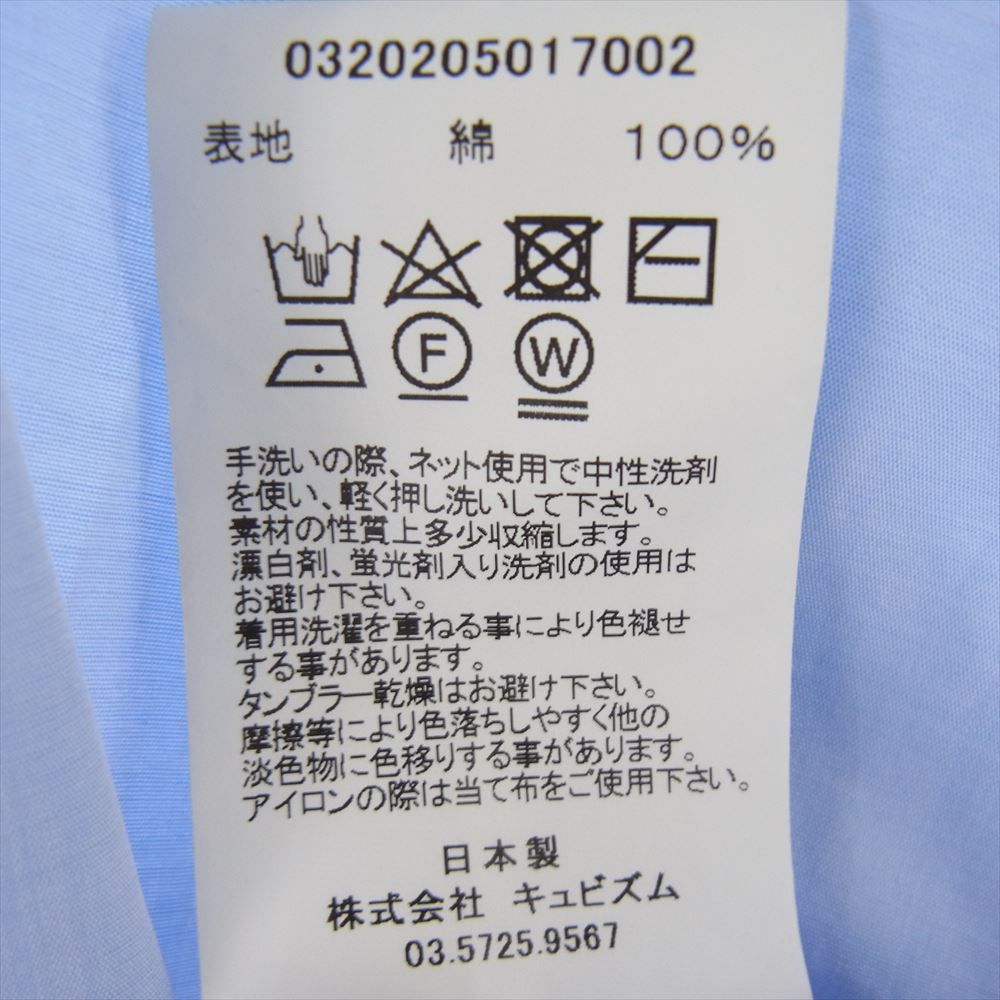 0320205017002
表地 綿 100%
F W
手洗いの際、ネット使用で中性洗剤
を使い、軽く押し洗いして下さい。
素材の性質上多少収縮します。
漂白剤、蛍光剤入り洗剤の使用は
お避け下さい。
着用洗濯を重ねる事により色褪せ
する事があります。
タンブラー乾燥はお避け下さい。
摩擦等により色落ちしやすく他の
淡色物に色移りする事があります。
アイロンの際は当て布をご使用下さい。
日本製
株式会社 キュビズム
03.5725.9567